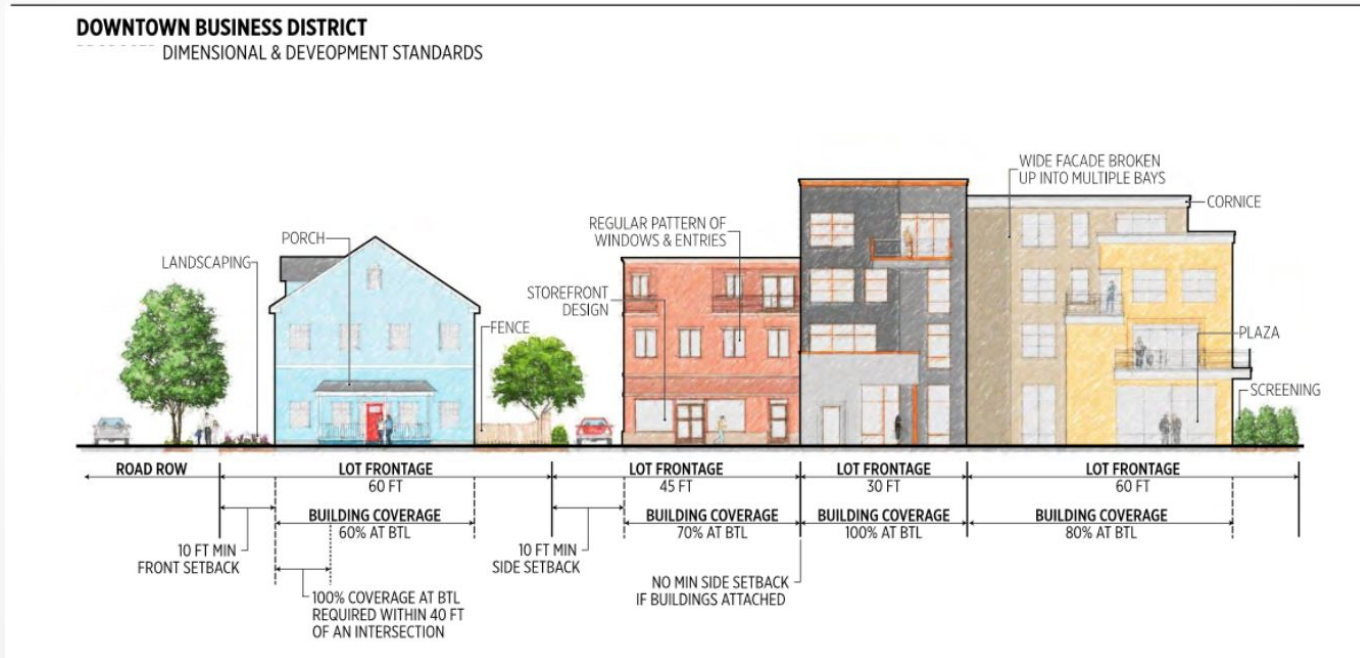 DOWNTOWN BUSINESS DISTRICT
DIMENSIONAL & DEVEOPMENT STANDARDS
WIDE FACADE BROKEN
UP INTO MULTIPLE BAYS
CORNICE
REGULAR PATTERN OF
WINDOWS & ENTRIES
PORCH
LANDSCAPING
STOREFRONT
DESIGN
FENCE
PLAZA
SCREENING
ROAD ROW
LOT FRONTAGE
60 FT
LOT FRONTAGE
45 FT
LOT FRONTAGE
30 FT
LOT FRONTAGE
60 FT
BUILDING COVERAGE
60% AT BTL
BUILDING COVERAGE
70% AT BTL
BUILDING COVERAGE
100% AT BTL
BUILDING COVERAGE
80% AT BTL
10 FT MIN
FRONT SETBACK
10 FT MIN
SIDE SETBACK
NO MIN SIDE SETBACK
IF BUILDINGS ATTACHED
100% COVERAGE AT BTL
REQUIRED WITHIN 40 FT
OF AN INTERSECTION